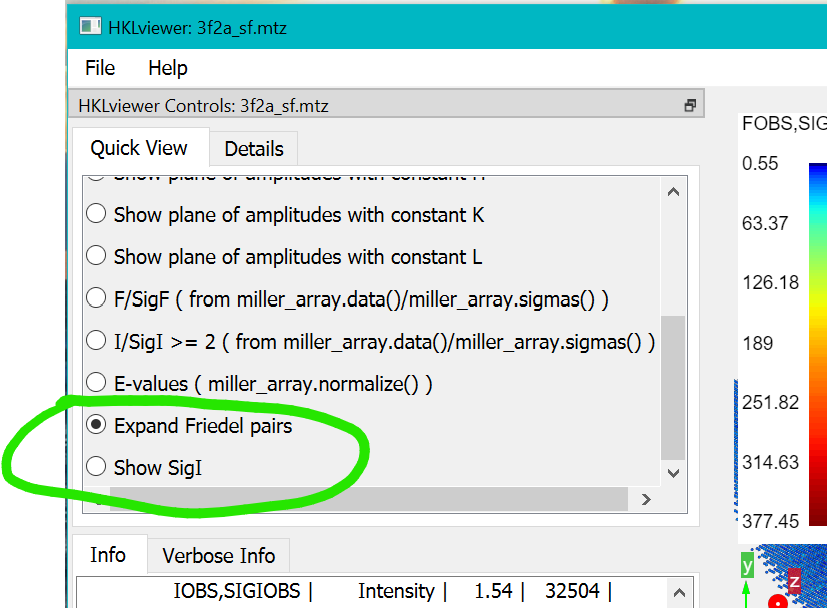 HKLviewer: 3f2a_sf.mtz
File Help
HKLviewer Controls: 3f2a_sf.mtz
Quick View Details
Show plane of amplitudes with constant H
Show plane of amplitudes with constant K
Show plane of amplitudes with constant L
F/SigF ( from miller_array.data()/miller_array.sigmas() )
I/SigI >= 2 ( from miller_array.data()/miller_array.sigmas() )
E-values ( miller_array.normalize() )
Expand Friedel pairs
Show SigI
Info Verbose Info
IOBS,SIGIOBS | Intensity | 1.54 | 32504 |
FOBS,SIG
0.55
63.37
126.18
189
251.82
314.63
377.45
y
z